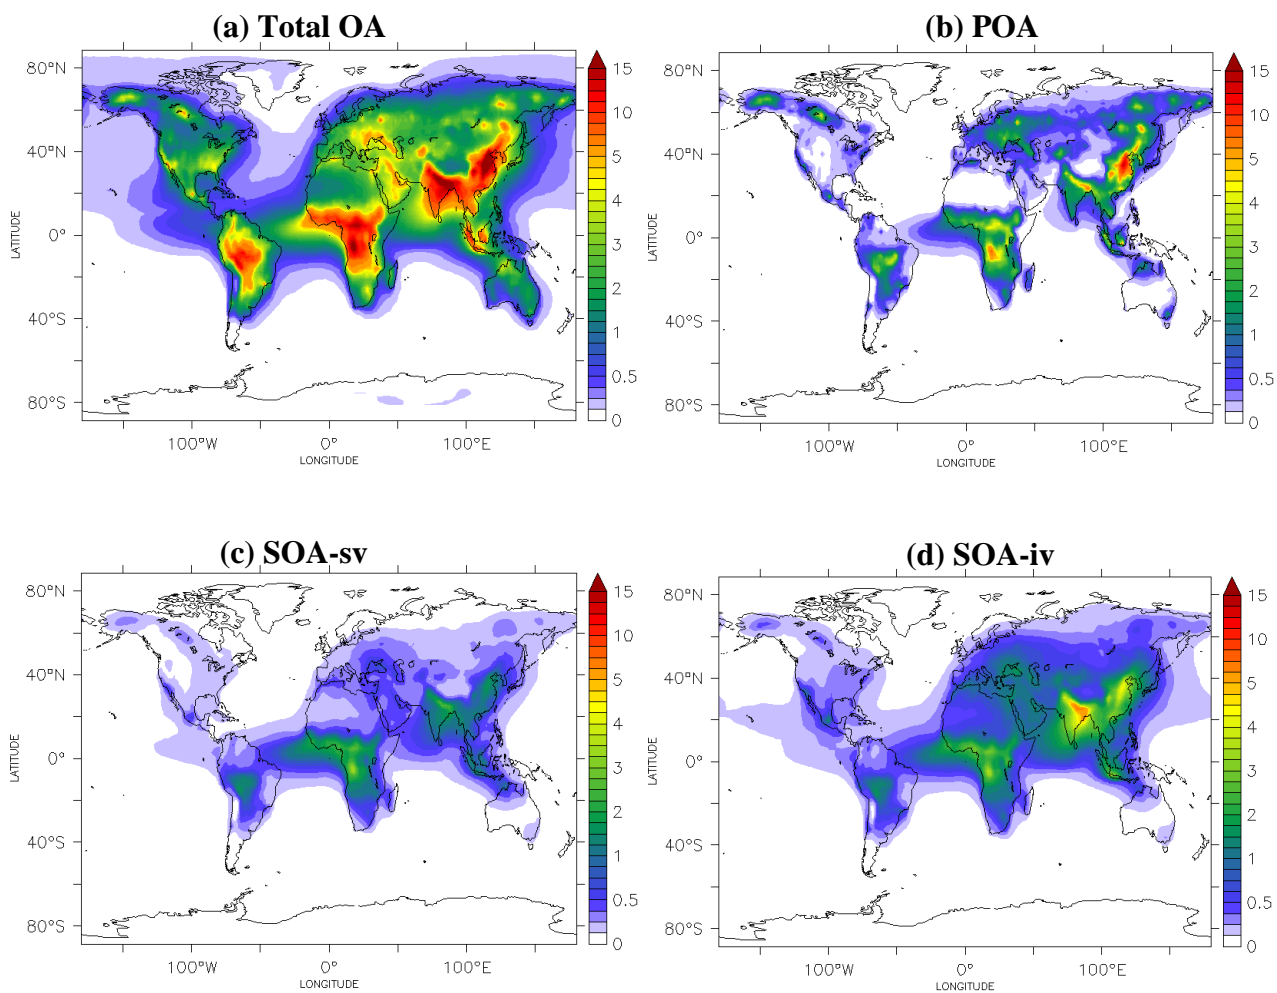 (a) Total OA
(b) POA
80°N
40°N
0°
40°S
80°S
LATITUDE
100°W
0°
100°E
LONGITUDE
15
10
5
4
3
2
1
0.5
0
80°N
40°N
0°
40°S
80°S
LATITUDE
100°W
0°
100°E
LONGITUDE
15
10
5
4
3
2
1
0.5
0
(c) SOA-sv
(d) SOA-iv
80°N
40°N
0°
40°S
80°S
LATITUDE
100°W
0°
100°E
LONGITUDE
15
10
5
4
3
2
1
0.5
0
80°N
40°N
0°
40°S
80°S
LATITUDE
100°W
0°
100°E
LONGITUDE
15
10
5
4
3
2
1
0.5
0